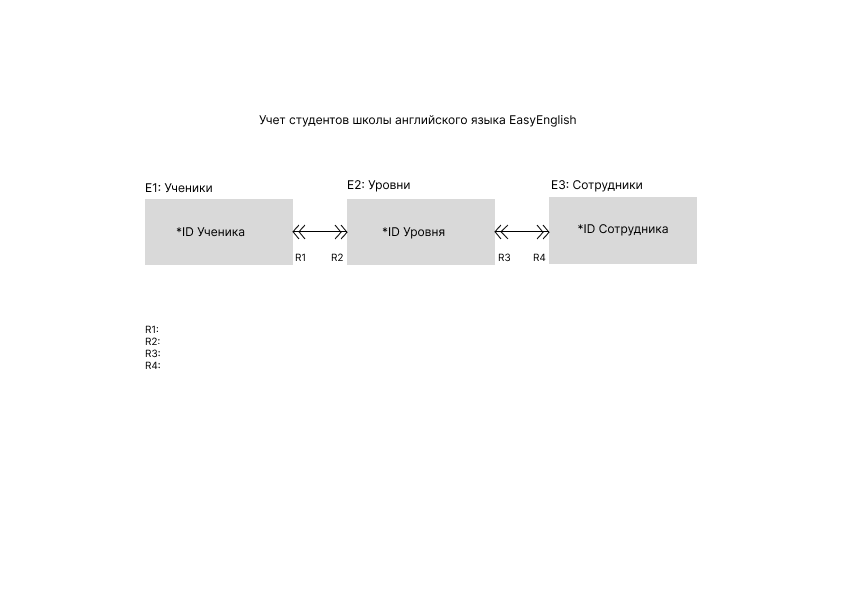 Учет студентов школы английского языка EasyEnglish
E1: Ученики
E2: Уровни
E3: Сотрудники
*ID Ученика
*ID Уровня
*ID Сотрудника
R1
R2
R3
R4
R1:
R2:
R3:
R4: